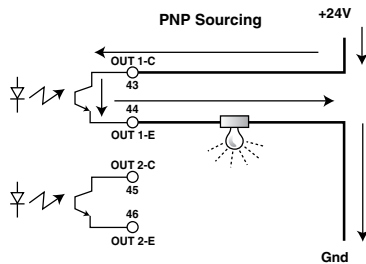 PNP Sourcing
+24V
OUT 1-C
43
44
OUT 1-E
OUT 2-C
45
46
OUT 2-E
Gnd